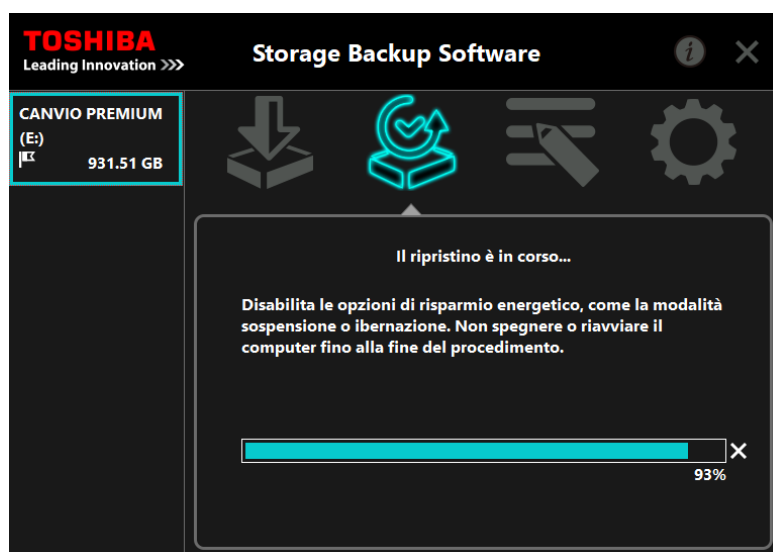 TOSHIBA
Leading Innovation >>>
Storage Backup Software
i
CANVIO PREMIUM
(E:)
931.51 GB
Il ripristino è in corso...
Disabilita le opzioni di risparmio energetico, come la modalità
sospensione o ibernazione. Non spegnere o riavviare il
computer fino alla fine del procedimento.
93%